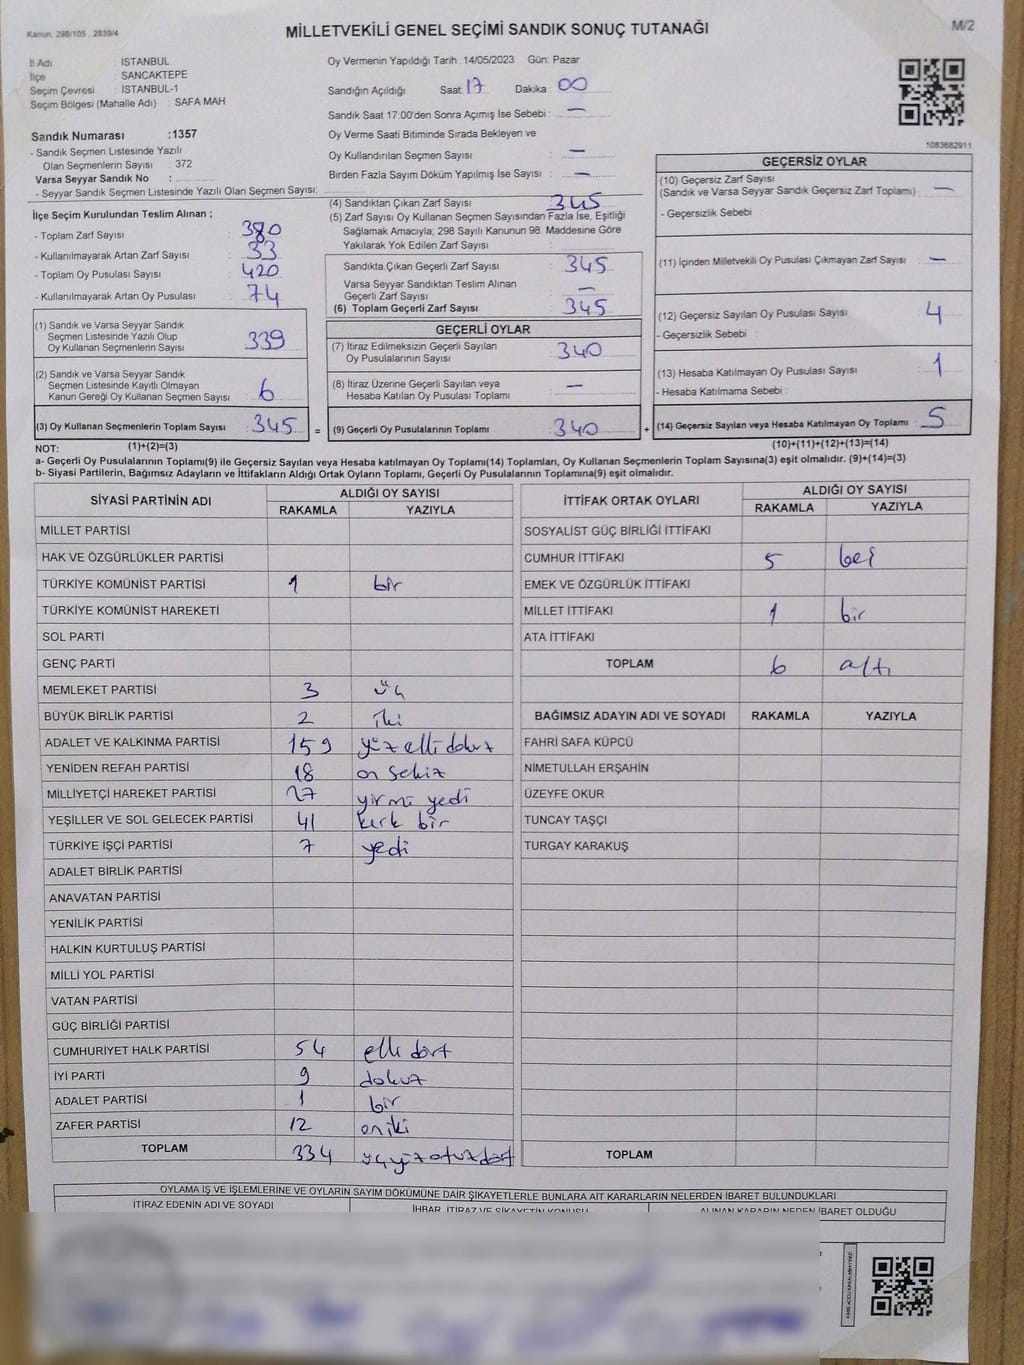 Kanun: 298/105 , 2839/4
MİLLETVEKİLİ GENEL SEÇİMİ SANDIK SONUÇ TUTANAĞI
M/2
İl Adı : İSTANBUL
İlçe : SANCAKTEPE
Seçim Çevresi : İSTANBUL-1
Seçim Bölgesi (Mahalle Adı) : SAFA MAH
Sandık Numarası :1357
- Sandık Seçmen Listesinde Yazılı
Olan Seçmenlerin Sayısı : 372
Varsa Seyyar Sandık No :
- Seyyar Sandık Seçmen Listesinde Yazılı Olan Seçmen Sayısı:
Oy Vermenin Yapıldığı Tarih :14/05/2023 Gün: Pazar
Sandığın Açıldığı Saat: 17 Dakika : 00
Sandık Saat 17:00'den Sonra Açımış İse Sebebi : —
Oy Verme Saati Bitiminde Sırada Bekleyen ve
Oy Kullandırılan Seçmen Sayısı : —
Birden Fazla Sayım Döküm Yapılmış İse Sayısı : —
1083682911
İlçe Seçim Kurulundan Teslim Alınan ;
- Toplam Zarf Sayısı : 380
- Kullanılmayarak Artan Zarf Sayısı : 33
- Toplam Oy Pusulası Sayısı : 420
- Kullanılmayarak Artan Oy Pusulası : 74
(1) Sandık ve Varsa Seyyar Sandık
Seçmen Listesinde Yazılı Olup
Oy Kullanan Seçmenlerin Sayısı : 339
(2) Sandık ve Varsa Seyyar Sandık
Seçmen Listesinde Kayıtlı Olmayan
Kanun Gereği Oy Kullanan Seçmen Sayısı : 6
(3) Oy Kullanan Seçmenlerin Toplam Sayısı : 345 =
(4) Sandıktan Çıkan Zarf Sayısı : 345
(5) Zarf Sayısı Oy Kullanan Seçmen Sayısından Fazla İse, Eşitliği
Sağlamak Amacıyla; 298 Sayılı Kanunun 98. Maddesine Göre
Yakılarak Yok Edilen Zarf Sayısı :
Sandıkta Çıkan Geçerli Zarf Sayısı : 345
Varsa Seyyar Sandıktan Teslim Alınan
Geçerli Zarf Sayısı : —
(6) Toplam Geçerli Zarf Sayısı : 345
GEÇERLİ OYLAR
(7) İtiraz Edilmeksizin Geçerli Sayılan
Oy Pusulalarının Sayısı : 340
(8) İtiraz Üzerine Geçerli Sayılan veya
Hesaba Katılan Oy Pusulası Toplamı : —
(9) Geçerli Oy Pusulalarının Toplamı : 340 +
GEÇERSİZ OYLAR
(10) Geçersiz Zarf Sayısı
(Sandık ve Varsa Seyyar Sandık Geçersiz Zarf Toplamı) : —
- Geçersizlik Sebebi :
(11) İçinden Milletvekili Oy Pusulası Çıkmayan Zarf Sayısı : —
(12) Geçersiz Sayılan Oy Pusulası Sayısı : 4
- Geçersizlik Sebebi :
(13) Hesaba Katılmayan Oy Pusulası Sayısı : 1
- Hesaba Katılmama Sebebi :
(14) Geçersiz Sayılan veya Hesaba Katılmayan Oy Toplamı : 5
NOT: (1)+(2)=(3) (10)+(11)+(12)+(13)=(14)
a- Geçerli Oy Pusulalarının Toplamı(9) ile Geçersiz Sayılan veya Hesaba katılmayan Oy Toplamı(14) Toplamları, Oy Kullanan Seçmenlerin Toplam Sayısına(3) eşit olmalıdır. (9)+(14)=(3)
b- Siyasi Partilerin, Bağımsız Adayların ve İttifakların Aldığı Ortak Oyların Toplamı, Geçerli Oy Pusulalarının Toplamına(9) eşit olmalıdır.
SİYASİ PARTİNİN ADI ALDIĞI OY SAYISI
RAKAMLA YAZIYLA
MİLLET PARTİSİ
HAK VE ÖZGÜRLÜKLER PARTİSİ
TÜRKİYE KOMÜNİST PARTİSİ 1 bir
TÜRKİYE KOMÜNİST HAREKETİ
SOL PARTİ
GENÇ PARTİ
MEMLEKET PARTİSİ 3 üç
BÜYÜK BİRLİK PARTİSİ 2 iki
ADALET VE KALKINMA PARTİSİ 159 yüz elli dokuz
YENİDEN REFAH PARTİSİ 18 on sekiz
MİLLİYETÇİ HAREKET PARTİSİ 27 yirmi yedi
YEŞİLLER VE SOL GELECEK PARTİSİ 41 kırk bir
TÜRKİYE İŞÇİ PARTİSİ 7 yedi
ADALET BİRLİK PARTİSİ
ANAVATAN PARTİSİ
YENİLİK PARTİSİ
HALKIN KURTULUŞ PARTİSİ
MİLLİ YOL PARTİSİ
VATAN PARTİSİ
GÜÇ BİRLİĞİ PARTİSİ
CUMHURİYET HALK PARTİSİ 54 elli dört
İYİ PARTİ 9 dokuz
ADALET PARTİSİ 1 bir
ZAFER PARTİSİ 12 oniki
TOPLAM 334 üçyüzotuzdört
İTTİFAK ORTAK OYLARI ALDIĞI OY SAYISI
RAKAMLA YAZIYLA
SOSYALİST GÜÇ BİRLİĞİ İTTİFAKI
CUMHUR İTTİFAKI 5 beş
EMEK VE ÖZGÜRLÜK İTTİFAKI
MİLLET İTTİFAKI 1 bir
ATA İTTİFAKI
TOPLAM 6 altı
BAĞIMSIZ ADAYIN ADI VE SOYADI RAKAMLA YAZIYLA
FAHRİ SAFA KÜPCÜ
NİMETULLAH ERŞAHİN
ÜZEYFE OKUR
TUNCAY TAŞÇI
TURGAY KARAKUŞ
TOPLAM
OYLAMA İŞ VE İŞLEMLERİNE VE OYLARIN SAYIM DÖKÜMÜNE DAİR ŞİKAYETLERLE BUNLARA AİT KARARLARIN NELERDEN İBARET BULUNDUKLARI
İTİRAZ EDENİN ADI VE SOYADI İHBAR, İTİRAZ VE ŞİKAYETİN KONUSU ALINAN KARARIN NEDEN İBARET OLDUĞU